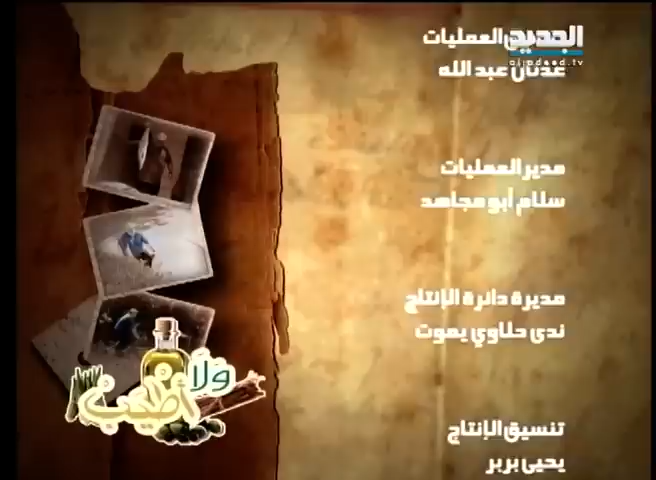 الجديد
aljadeed.tv
العمليات
عدنان عبد الله
مدير العمليات
سلام أبو مجاهد
مديرة دائرة الإنتاج
ندى حلاوي يموت
ولا أطيب
تنسيق الإنتاج
يحيى بربر